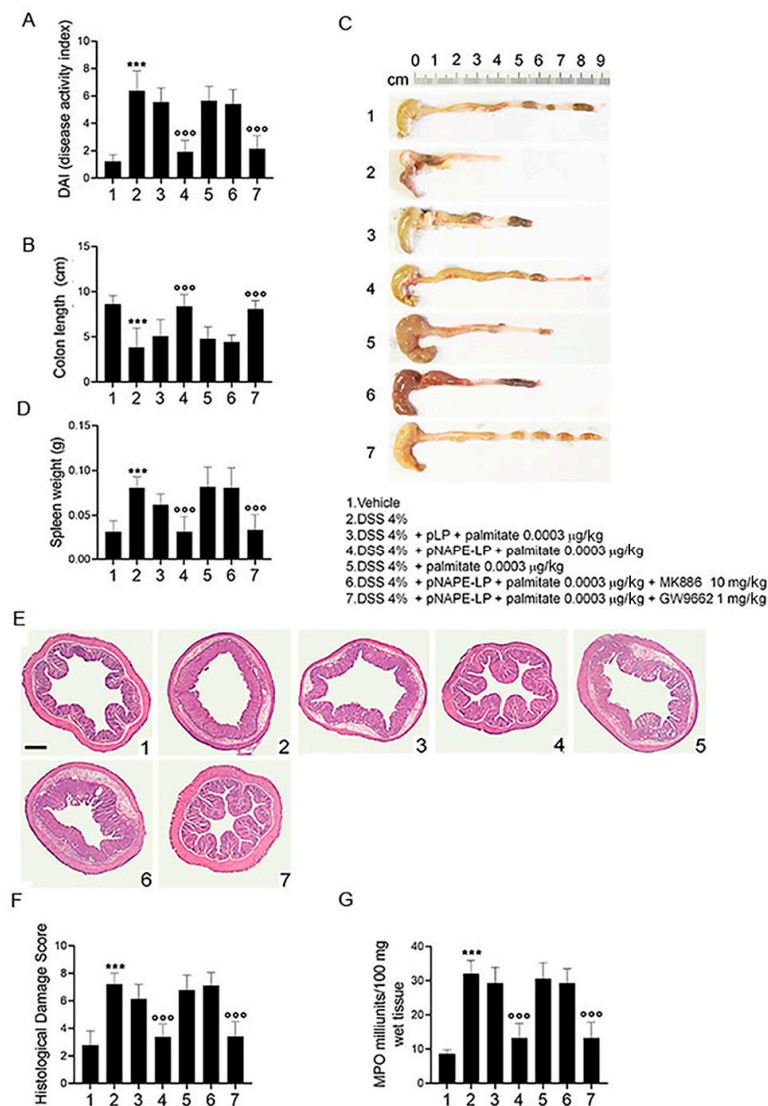 A
DAI (disease activity index)
10
8
6
4
2
0
***
°°°
°°°
1 2 3 4 5 6 7
B
Colon length (cm)
15
10
5
0
***
°°°
°°°
1 2 3 4 5 6 7
D
Spleen weight (g)
0.15
0.10
0.05
0.00
***
°°°
°°°
1 2 3 4 5 6 7
C
cm 0 1 2 3 4 5 6 7 8 9
1
2
3
4
5
6
7
1.Vehicle
2.DSS 4%
3.DSS 4% + pLP + palmitate 0.0003 μg/kg
4.DSS 4% + pNAPE-LP + palmitate 0.0003 μg/kg
5.DSS 4% + palmitate 0.0003 μg/kg
6.DSS 4% + pNAPE-LP + palmitate 0.0003 μg/kg + MK886 10 mg/kg
7.DSS 4% + pNAPE-LP + palmitate 0.0003 μg/kg + GW9662 1 mg/kg
E
1 2 3 4 5
6 7
F
Histological Damage Score
8
6
4
2
0
***
°°°
°°°
1 2 3 4 5 6 7
G
MPO milliunits/100 mg
wet tissue
40
30
20
10
0
***
°°°
°°°
1 2 3 4 5 6 7